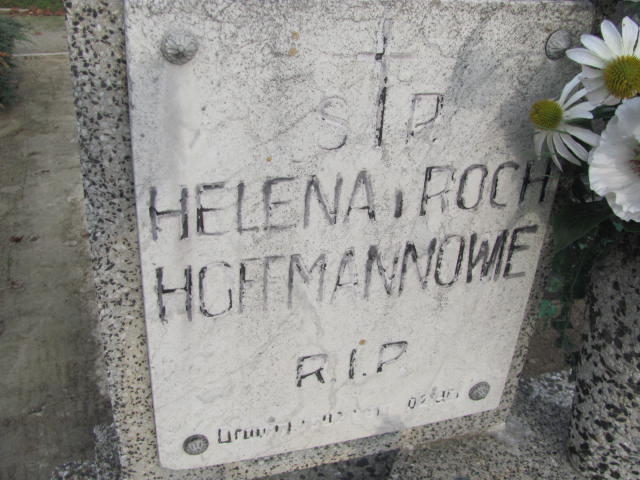 S P.
HELENA i ROCH
HOFFMANNOWIE
R.I.P